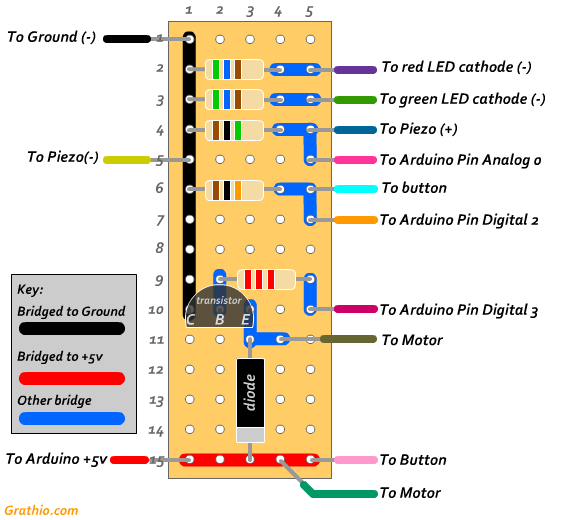 1 2 3 4 5
To Ground (-) 1
2 To red LED cathode (-)
3 To green LED cathode (-)
4 To Piezo (+)
To Piezo(-) 5 To Arduino Pin Analog 0
6 To button
7 To Arduino Pin Digital 2
8
9
transistor
C B E
10 To Arduino Pin Digital 3
11 To Motor
12
diode
13
14
Key:
Bridged to Ground
Bridged to +5v
Other bridge
To Arduino +5v 15 To Button
To Motor
Grathio.com